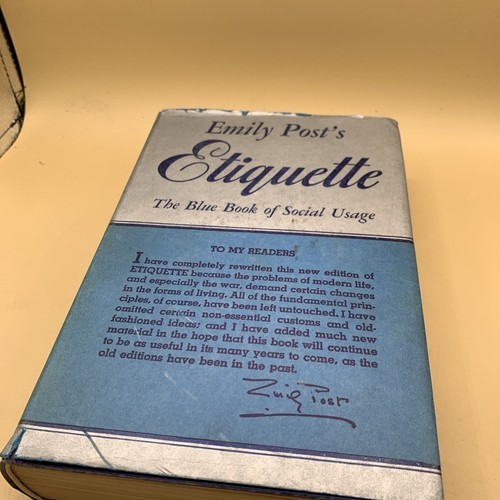 Emily Post's
Etiquette
The Blue Book of Social Usage
TO MY READERS
I have completely rewritten this new edition of
ETIQUETTE because the problems of modern life,
and especially the war, demand certain changes
in the forms of living. All of the fundamental prin-
ciples, of course, have been left untouched. I have
omitted certain non-essential customs and old-
fashioned ideas; and I have added much new
material in the hope that this book will continue
to be as useful in its many years to come, as the
old editions have been in the past.
Emily Post